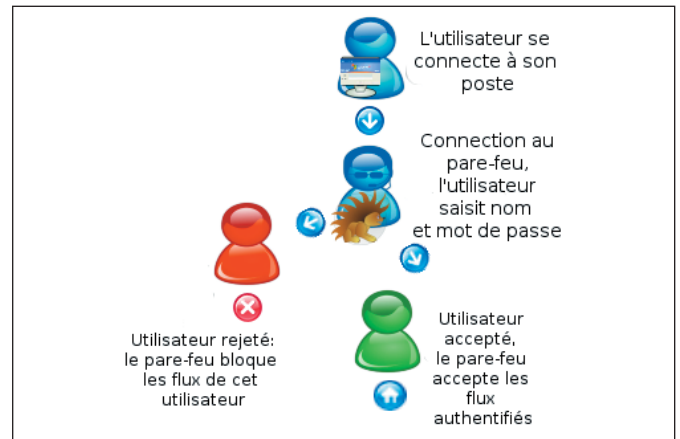 L'utilisateur se
connecte à son
poste
Connection au
pare-feu,
l'utilisateur
saisit nom
et mot de passe
Utilisateur rejeté:
le pare-feu bloque
les flux de cet
utilisateur
Utilisateur
accepté,
le pare-feu
accepte les
flux
authentifiés